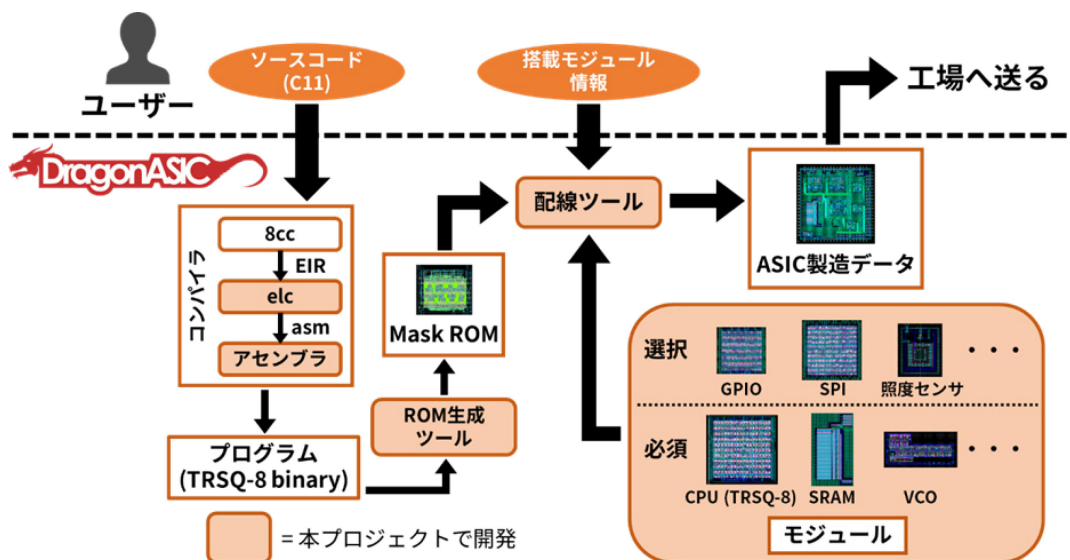 ユーザー
ソースコード
(C11)
搭載モジュール
情報
工場へ送る
DragonASIC
コンパイラ
8cc
EIR
elc
asm
アセンブラ
プログラム
(TRSQ-8 binary)
ROM生成
ツール
Mask ROM
配線ツール
ASIC製造データ
選択
GPIO
SPI
照度センサ
・・・
必須
CPU (TRSQ-8)
SRAM
VCO
・・・
モジュール
= 本プロジェクトで開発